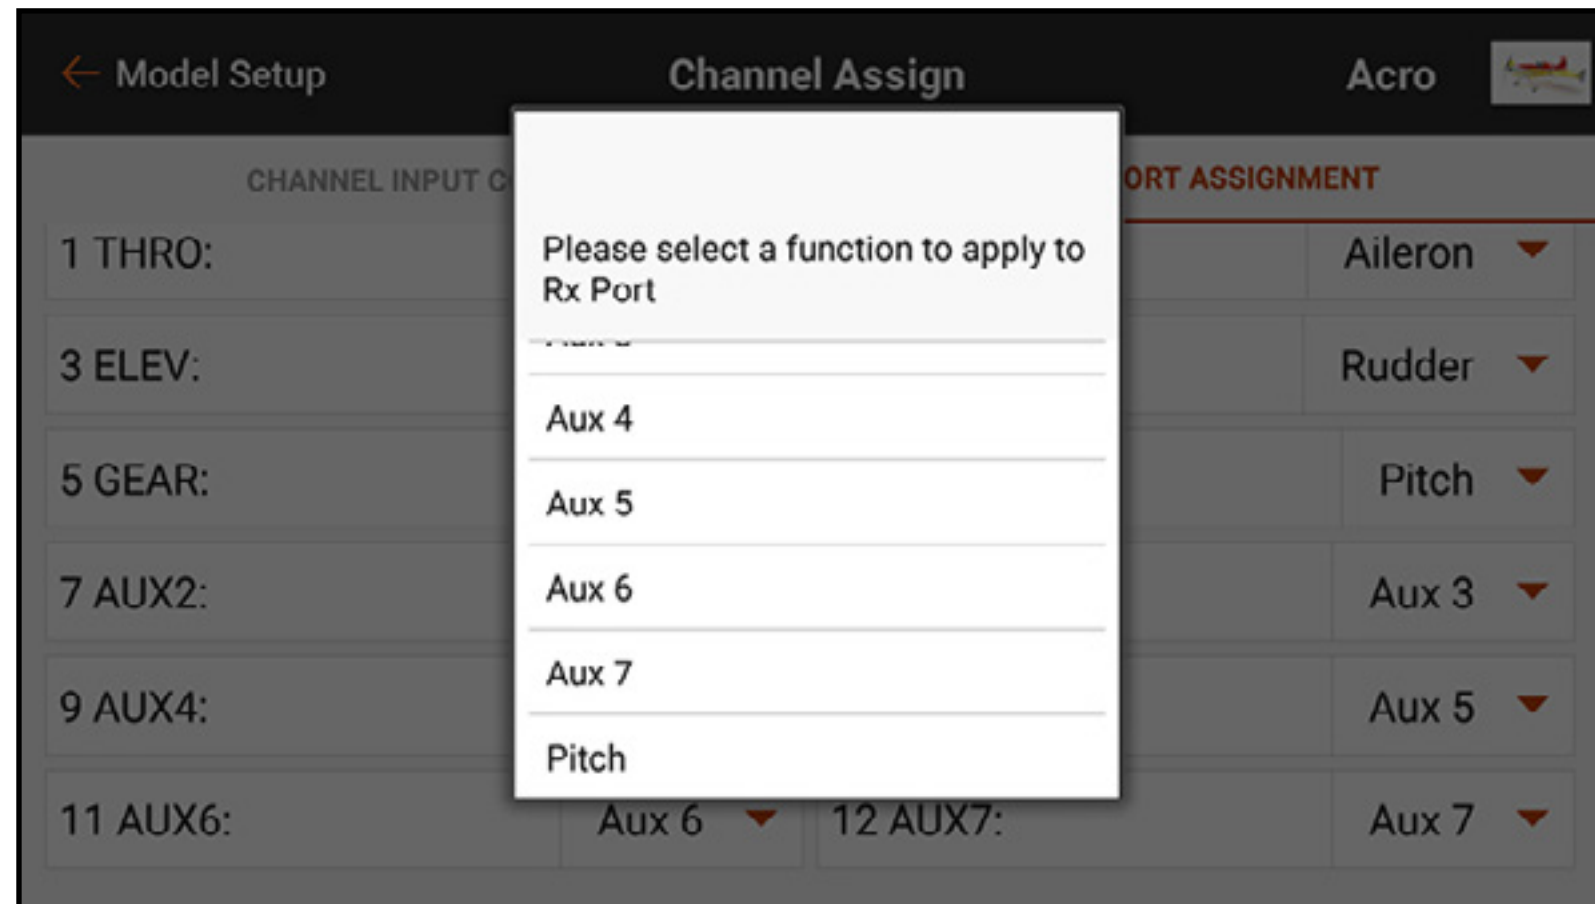 ← Model Setup Channel Assign Acro
CHANNEL INPUT C ORT ASSIGNMENT
Please select a function to apply to
Rx Port
Aux 4
Aux 5
Aux 6
Aux 7
Pitch
1 THRO: Aileron
3 ELEV: Rudder
5 GEAR: Pitch
7 AUX2: Aux 3
9 AUX4: Aux 5
11 AUX6: Aux 6 12 AUX7: Aux 7